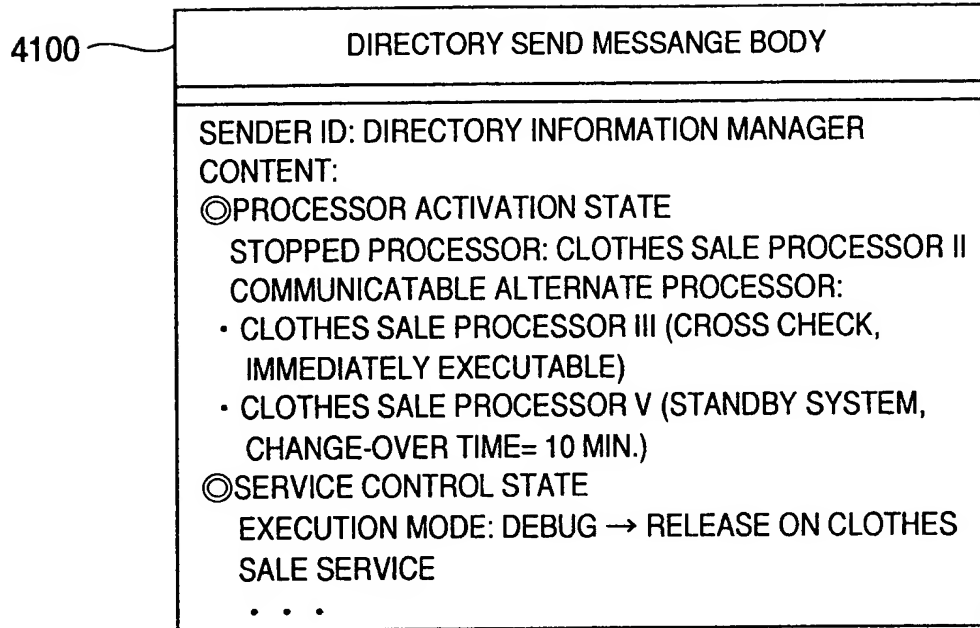 4100
DIRECTORY SEND MESSANGE BODY
SENDER ID: DIRECTORY INFORMATION MANAGER
CONTENT:
◎PROCESSOR ACTIVATION STATE
STOPPED PROCESSOR: CLOTHES SALE PROCESSOR II
COMMUNICATABLE ALTERNATE PROCESSOR:
・CLOTHES SALE PROCESSOR III (CROSS CHECK,
IMMEDIATELY EXECUTABLE)
・CLOTHES SALE PROCESSOR V (STANDBY SYSTEM,
CHANGE-OVER TIME= 10 MIN.)
◎SERVICE CONTROL STATE
EXECUTION MODE: DEBUG → RELEASE ON CLOTHES
SALE SERVICE
・・・